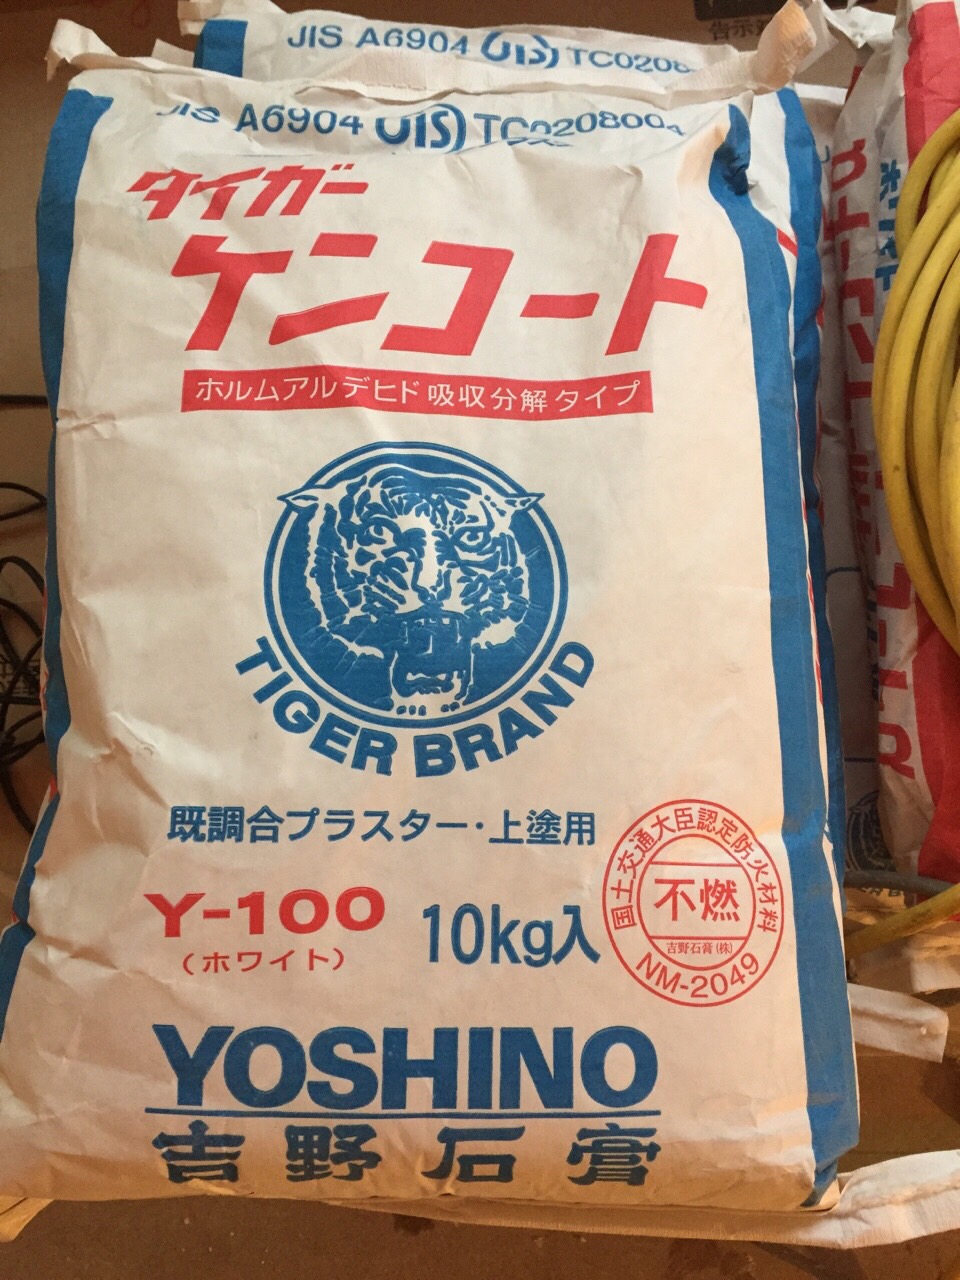 JIS A6904 JIS TC0208
JIS A6904 JIS TC0208004
タイガー
ケンコート
ホルムアルデヒド吸収分解タイプ
TIGER BRAND
既調合プラスター・上塗用
Y-100
(ホワイト)
10kg入
国土交通大臣認定防火材料
不燃
吉野石膏(株)
NM-2049
YOSHINO
吉野石膏